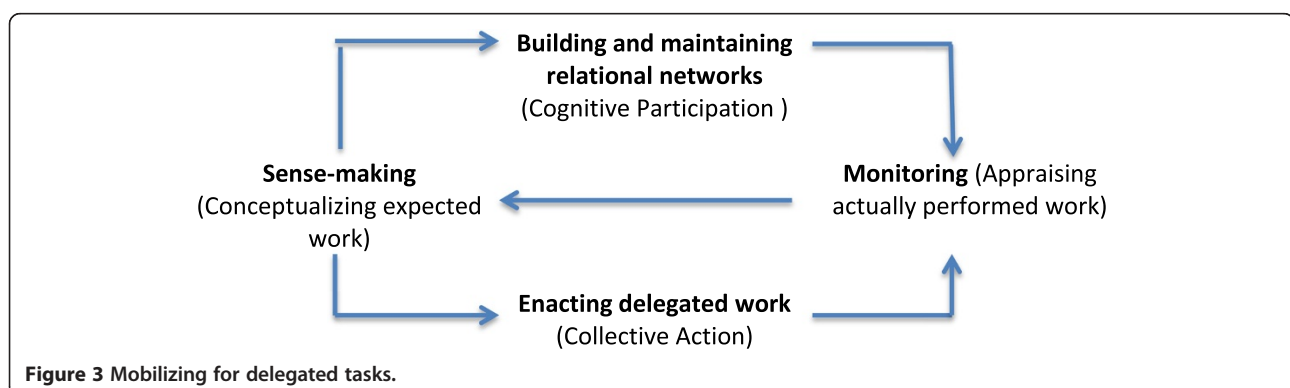 Building and maintaining
relational networks
(Cognitive Participation )
Sense-making
(Conceptualizing expected
work)
Monitoring (Appraising
actually performed work)
Enacting delegated work
(Collective Action)
Figure 3 Mobilizing for delegated tasks.